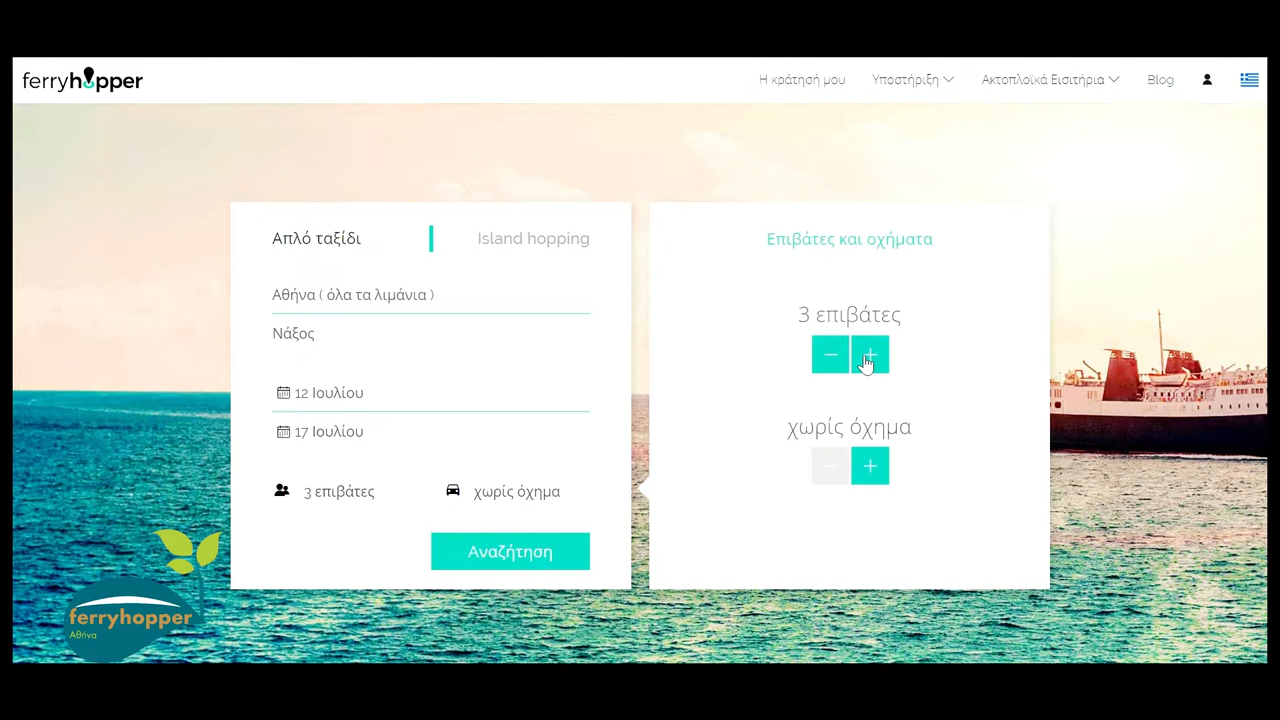 ferryhopper
Η κράτησή μου
Υποστήριξη
Ακτοπλοϊκά Εισιτήρια
Blog
Απλό ταξίδι
Island hopping
Αθήνα ( όλα τα λιμάνια )
Νάξος
12 Ιουλίου
17 Ιουλίου
3 επιβάτες
χωρίς όχημα
Αναζήτηση
Επιβάτες και οχήματα
3 επιβάτες
χωρίς όχημα
ferryhopper
Αθήνα